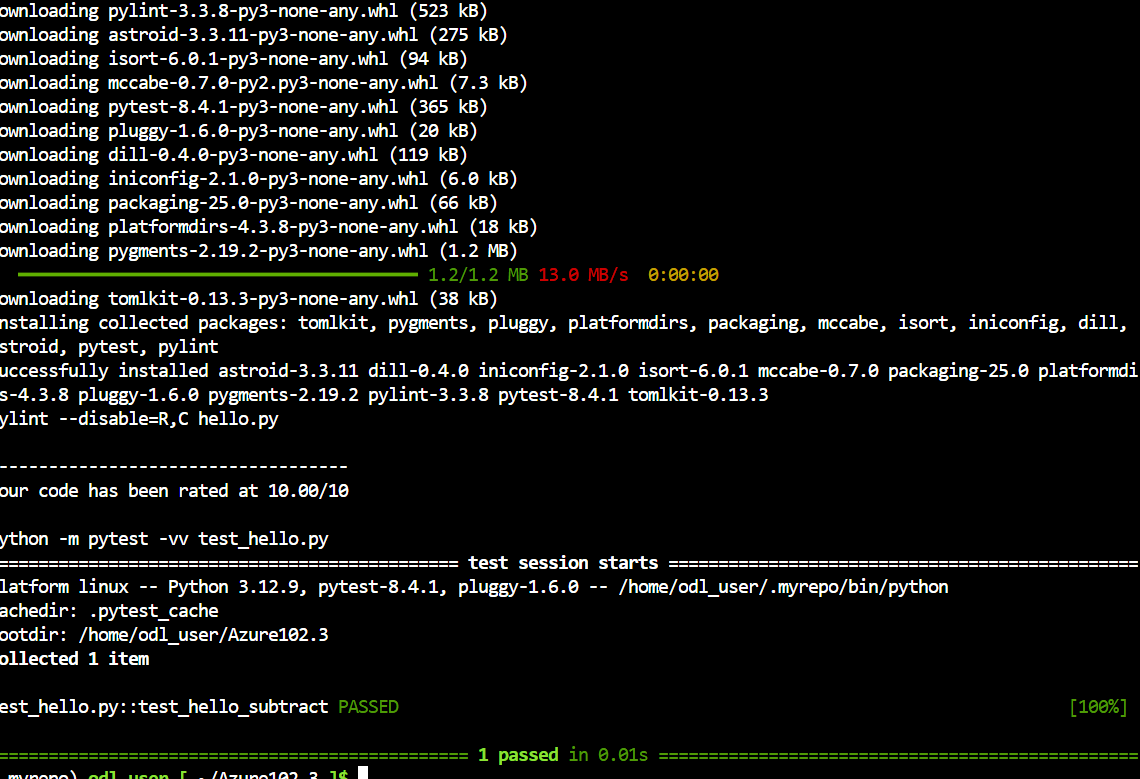 ownloading pylint-3.3.8-py3-none-any.whl (523 kB)
ownloading astroid-3.3.11-py3-none-any.whl (275 kB)
ownloading isort-6.0.1-py3-none-any.whl (94 kB)
ownloading mccabe-0.7.0-py2.py3-none-any.whl (7.3 kB)
ownloading pytest-8.4.1-py3-none-any.whl (365 kB)
ownloading pluggy-1.6.0-py3-none-any.whl (20 kB)
ownloading dill-0.4.0-py3-none-any.whl (119 kB)
ownloading iniconfig-2.1.0-py3-none-any.whl (6.0 kB)
ownloading packaging-25.0-py3-none-any.whl (66 kB)
ownloading platformdirs-4.3.8-py3-none-any.whl (18 kB)
ownloading pygments-2.19.2-py3-none-any.whl (1.2 MB)
1.2/1.2 MB 13.0 MB/s 0:00:00
ownloading tomlkit-0.13.3-py3-none-any.whl (38 kB)
nstalling collected packages: tomlkit, pygments, pluggy, platformdirs, packaging, mccabe, isort, iniconfig, dill,
stroid, pytest, pylint
uccessfully installed astroid-3.3.11 dill-0.4.0 iniconfig-2.1.0 isort-6.0.1 mccabe-0.7.0 packaging-25.0 platformdi
s-4.3.8 pluggy-1.6.0 pygments-2.19.2 pylint-3.3.8 pytest-8.4.1 tomlkit-0.13.3
ylint --disable=R,C hello.py
-----------------------------------
our code has been rated at 10.00/10
ython -m pytest -vv test_hello.py
============================================== test session starts ===============================================
latform linux -- Python 3.12.9, pytest-8.4.1, pluggy-1.6.0 -- /home/odl_user/.myrepo/bin/python
achedir: .pytest_cache
ootdir: /home/odl_user/Azure102.3
ollected 1 item
est_hello.py::test_hello_subtract PASSED [100%]
=============================================== 1 passed in 0.01s ================================================
.myrepo) odl_user [ ~/Azure102.3 ]$